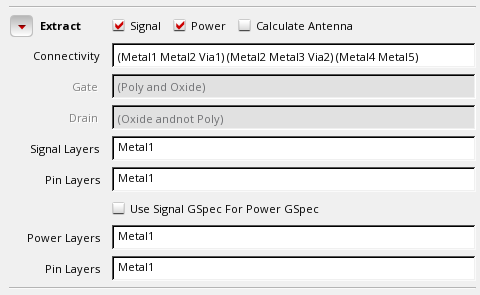 Extract Signal Power Calculate Antenna
Connectivity (Metal1 Metal2 Via1) (Metal2 Metal3 Via2) (Metal4 Metal5)
Gate (Poly and Oxide)
Drain (Oxide andnot Poly)
Signal Layers Metal1
Pin Layers Metal1
Use Signal GSpec For Power GSpec
Power Layers Metal1
Pin Layers Metal1